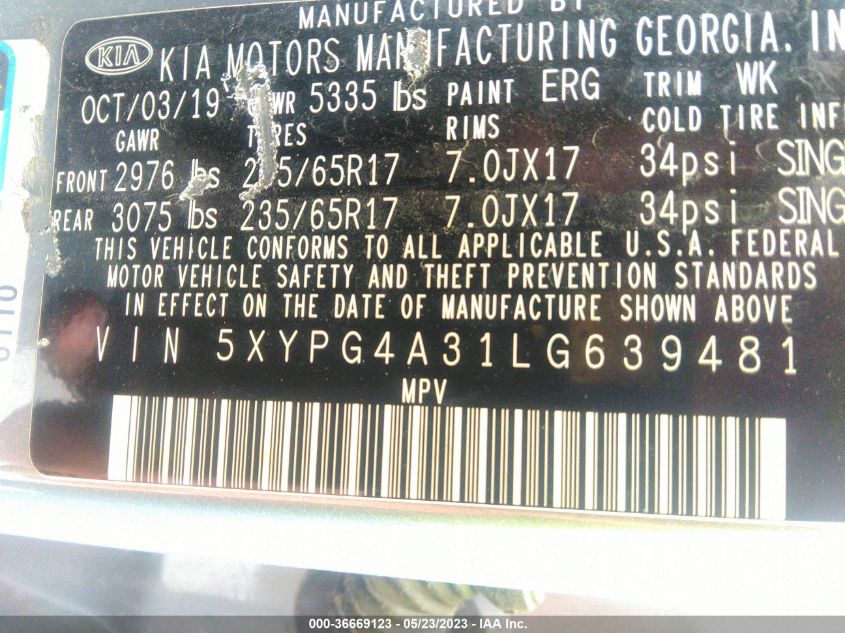 MANUFACTURED BY
KIA KIA MOTORS MANUFACTURING GEORGIA, IN
OCT/03/19 5335 lbs PAINT ERG TRIM WK
GAWR RIMS COLD TIRE INF
FRONT 2976 lbs /65R17 7.0JX17 34psi SING
REAR 3075 lbs 235/65R17 7.0JX17 34psi SING
THIS VEHICLE CONFORMS TO ALL APPLICABLE U.S.A. FEDERAL
MOTOR VEHICLE SAFETY AND THEFT PREVENTION STANDARDS
IN EFFECT ON THE DATE OF MANUFACTURE SHOWN ABOVE
VIN 5XYPG4A31LG639481
MPV
000-36669123 / 05/23/2023 - IAA Inc.